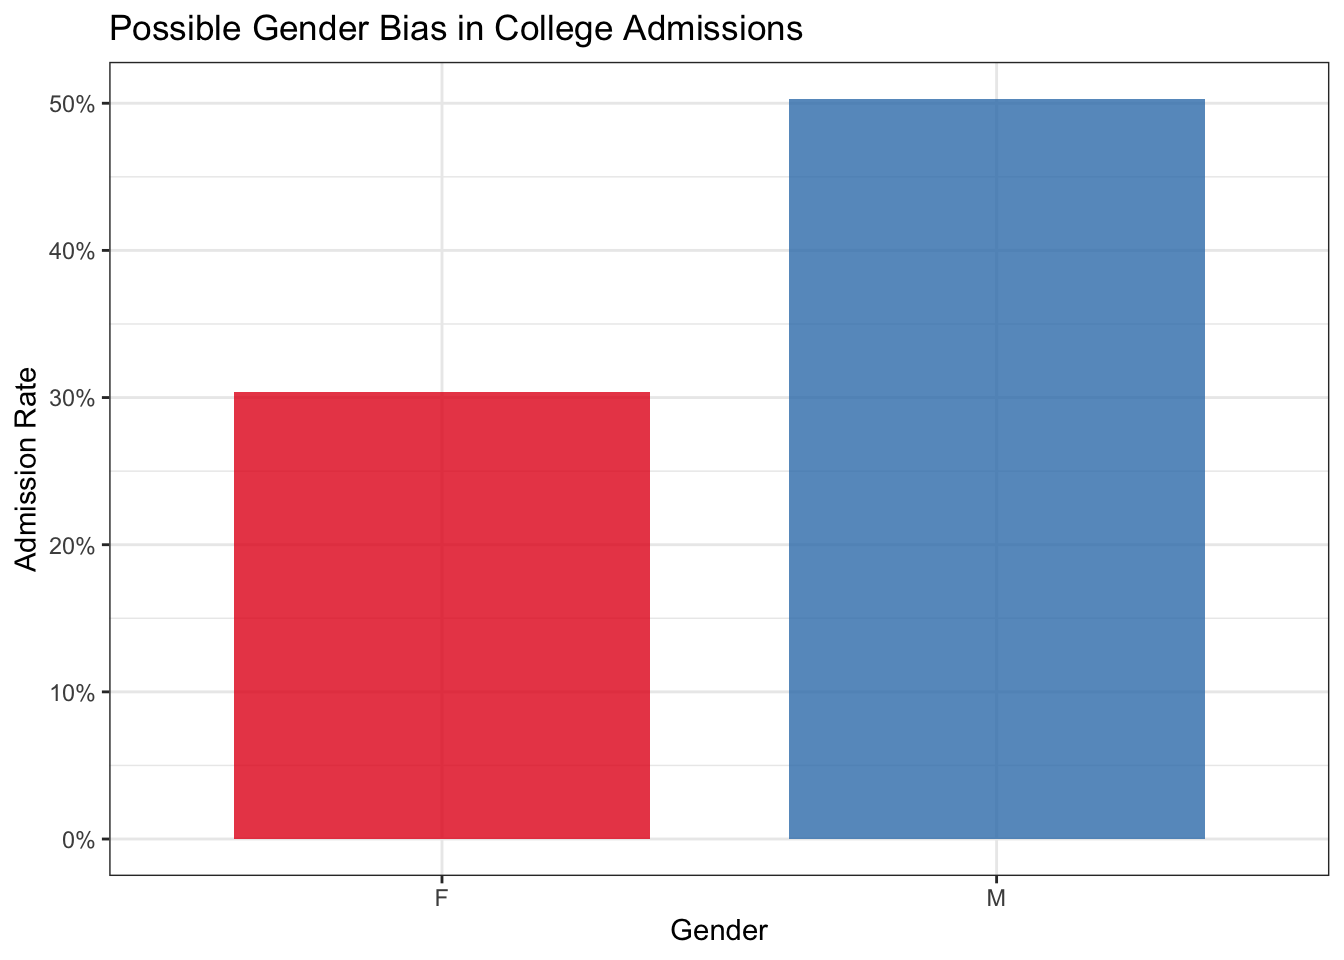 Possible Gender Bias in College Admissions
Admission Rate
50%
40%
30%
20%
10%
0%
F
M
Gender